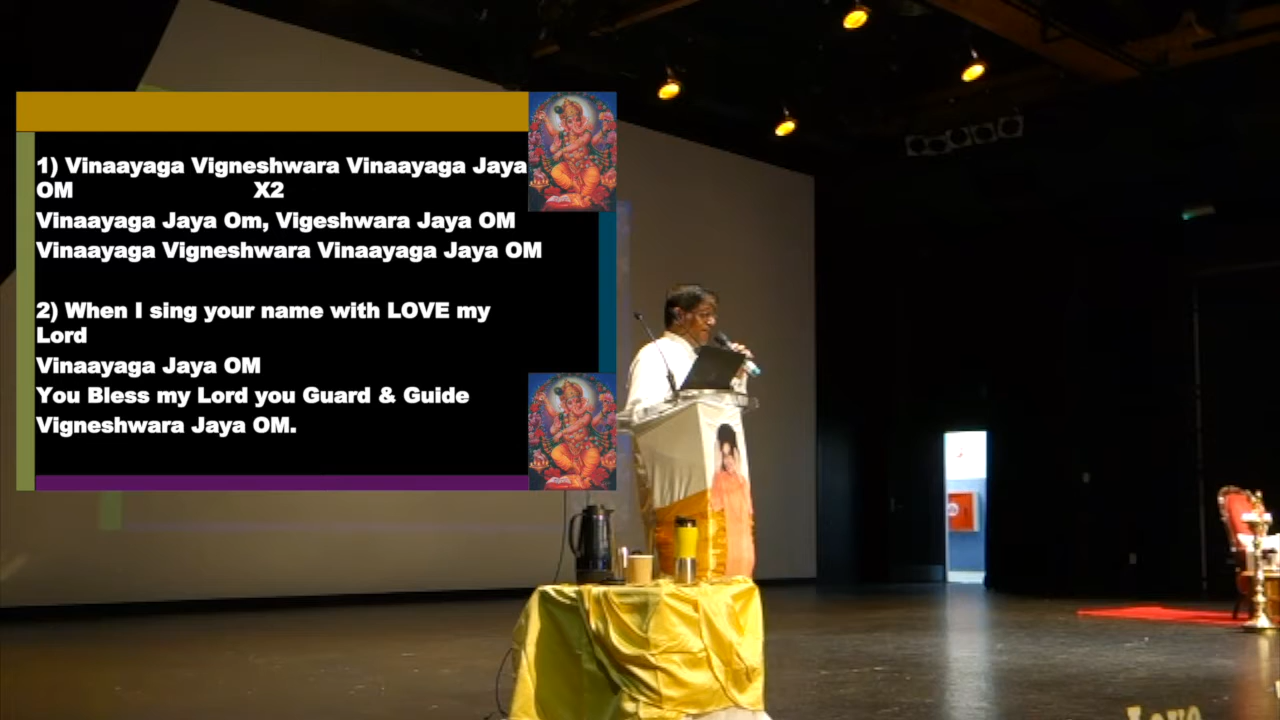 1) Vinaayaga Vigneshwara Vinaayaga Jaya
OM X2
Vinaayaga Jaya Om, Vigeshwara Jaya OM
Vinaayaga Vigneshwara Vinaayaga Jaya OM
2) When I sing your name with LOVE my
Lord
Vinaayaga Jaya OM
You Bless my Lord you Guard & Guide
Vigneshwara Jaya OM.
Love